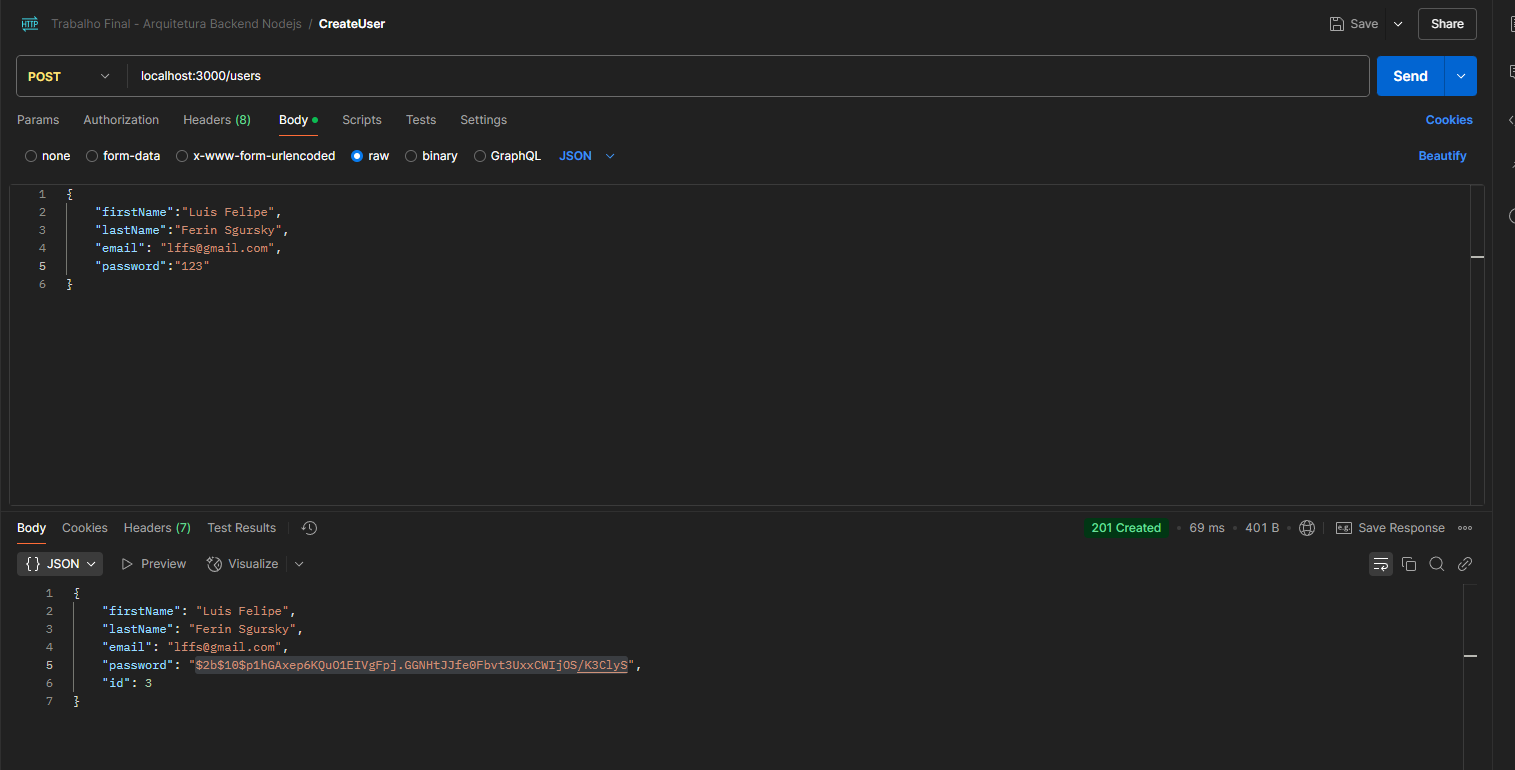 HTTP Trabalho Final - Arquitetura Backend Nodejs / CreateUser Save Share
POST localhost:3000/users Send
Params Authorization Headers (8) Body Scripts Tests Settings Cookies
none form-data x-www-form-urlencoded raw binary GraphQL JSON Beautify
1 {
2 "firstName":"Luis Felipe",
3 "lastName":"Ferin Sgursky",
4 "email": "lffs@gmail.com",
5 "password":"123"
6 }
Body Cookies Headers (7) Test Results 201 Created • 69 ms • 401 B • e.g. Save Response
{} JSON Preview Visualize
1 {
2 "firstName": "Luis Felipe",
3 "lastName": "Ferin Sgursky",
4 "email": "lffs@gmail.com",
5 "password": "$2b$10$p1hGAxep6KQuO1EIVgFpj.GGNHtJJfe0Fbvt3UxxCWIjOS/K3ClyS",
6 "id": 3
7 }